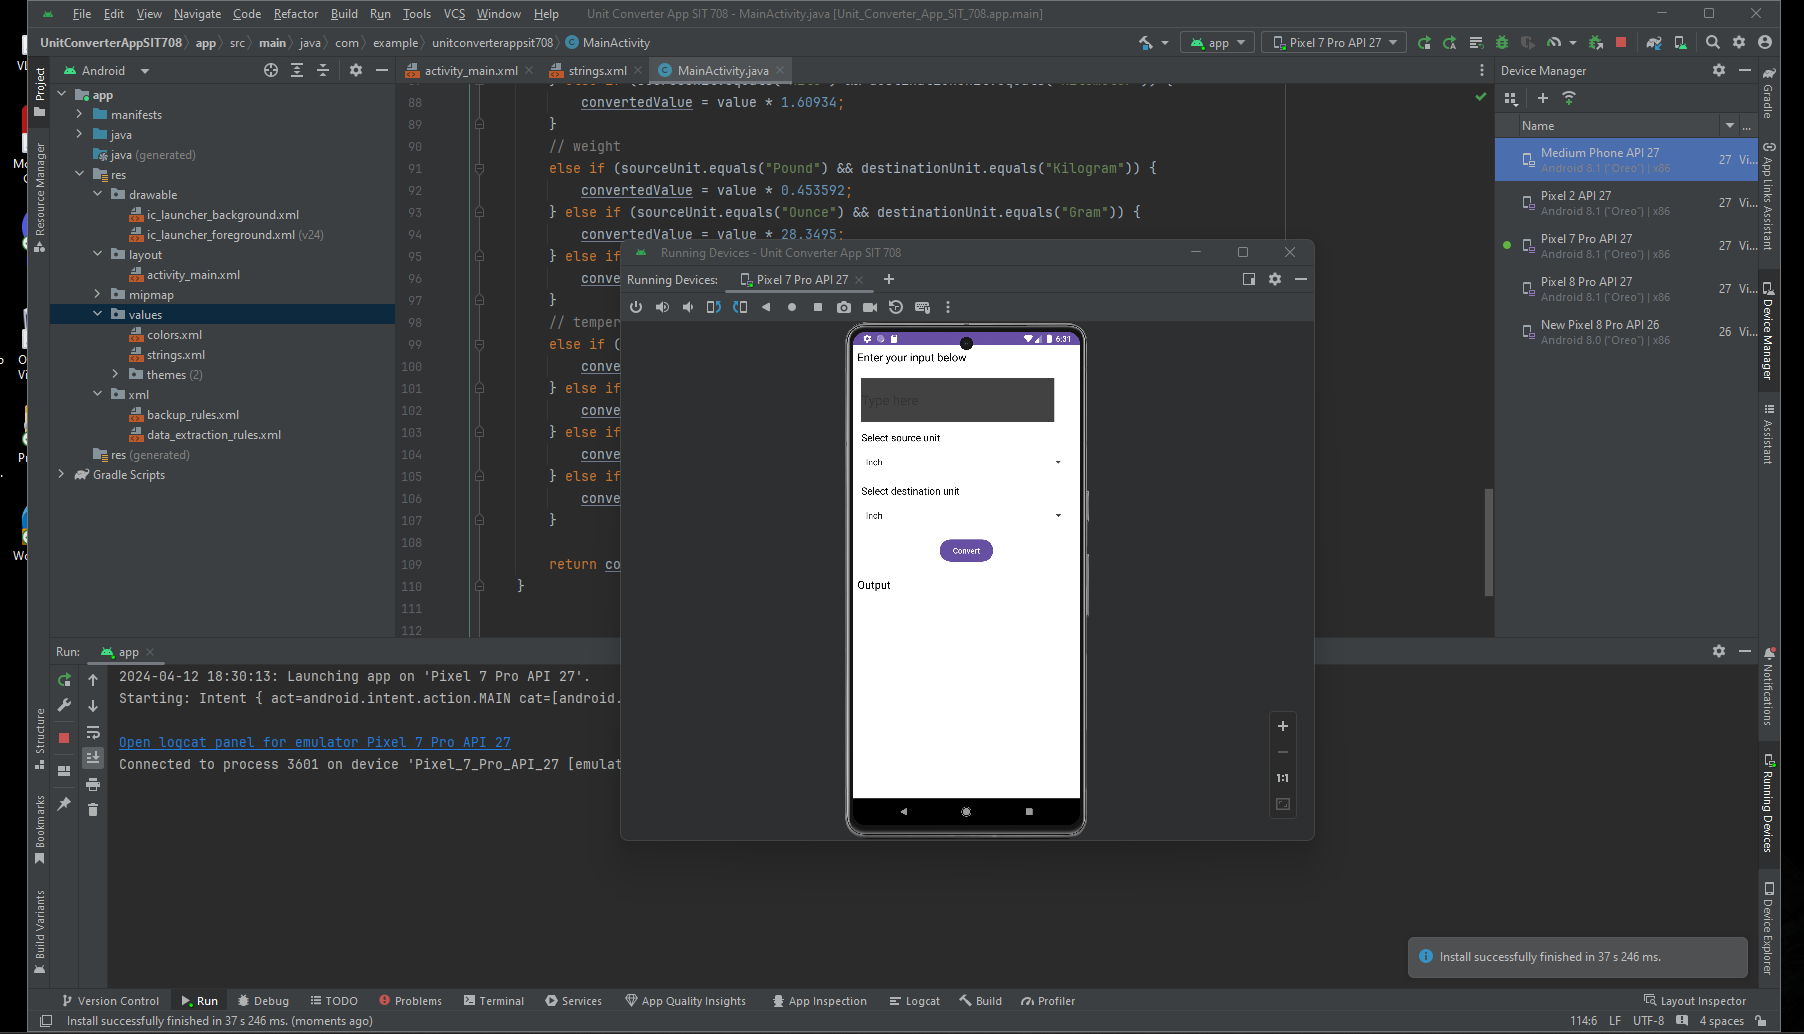 File Edit View Navigate Code Refactor Build Run Tools VCS Window Help Unit Converter App SIT 708 - MainActivity.java [Unit_Converter_App_SIT_708.app.main]
UnitConverterAppSIT708 app src main java com example unitconverterappsit708 MainActivity app Pixel 7 Pro API 27
Android
activity_main.xml strings.xml MainActivity.java
Device Manager
Project
Resource Manager
app
manifests
java
java (generated)
res
drawable
ic_launcher_background.xml
ic_launcher_foreground.xml (v24)
layout
activity_main.xml
mipmap
values
colors.xml
strings.xml
themes (2)
xml
backup_rules.xml
data_extraction_rules.xml
res (generated)
Gradle Scripts
88 convertedValue = value * 1.60934;
89 }
90 // weight
91 else if (sourceUnit.equals("Pound") && destinationUnit.equals("Kilogram")) {
92 convertedValue = value * 0.453592;
93 } else if (sourceUnit.equals("Ounce") && destinationUnit.equals("Gram")) {
94 convertedValue = value * 28.3495;
95 } else if
96 conve
97 }
98 // temper
99 else if (
100 conve
101 } else if
102 conve
103 } else if
104 conve
105 } else if
106 conve
107 }
108
109 return co
110 }
111
112
Running Devices - Unit Converter App SIT 708
Running Devices: Pixel 7 Pro API 27
6:31
Enter your input below
Type here
Select source unit
Inch
Select destination unit
Inch
Convert
Output
1:1
Name ...
Medium Phone API 27 27 Vi...
Android 8.1 ("Oreo") | x86
Pixel 2 API 27 27 Vi...
Android 8.1 ("Oreo") | x86
Pixel 7 Pro API 27 27 Vi...
Android 8.1 ("Oreo") | x86
Pixel 8 Pro API 27 27 Vi...
Android 8.1 ("Oreo") | x86
New Pixel 8 Pro API 26 26 Vi...
Android 8.0 ("Oreo") | x86
Gradle
App Links Assistant
Device Manager
Assistant
Notifications
Running Devices
Device Explorer
Run: app
2024-04-12 18:30:13: Launching app on 'Pixel 7 Pro API 27'.
Starting: Intent { act=android.intent.action.MAIN cat=[android.
Open logcat panel for emulator Pixel 7 Pro API 27
Connected to process 3601 on device 'Pixel_7_Pro_API_27 [emulat
Structure
Bookmarks
Build Variants
Install successfully finished in 37 s 246 ms.
Version Control Run Debug TODO Problems Terminal Services App Quality Insights App Inspection Logcat Build Profiler Layout Inspector
Install successfully finished in 37 s 246 ms. (moments ago) 114:6 LF UTF-8 4 spaces